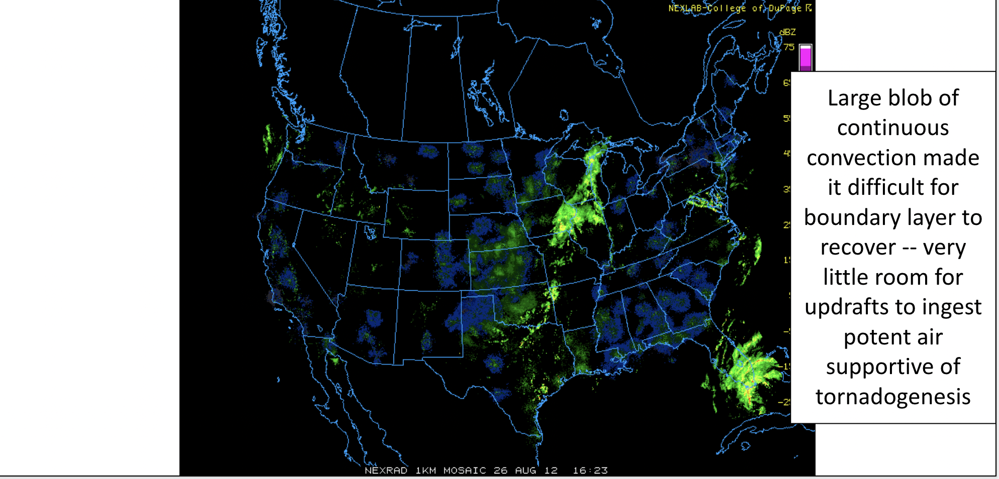 NEXLAB-College of DuPage
dBZ
75
Large blob of
continuous
convection made
it difficult for
boundary layer to
recover -- very
little room for
updrafts to ingest
potent air
supportive of
tornadogenesis
NEXRAD 1KM MOSAIC 26 AUG 12 16:23